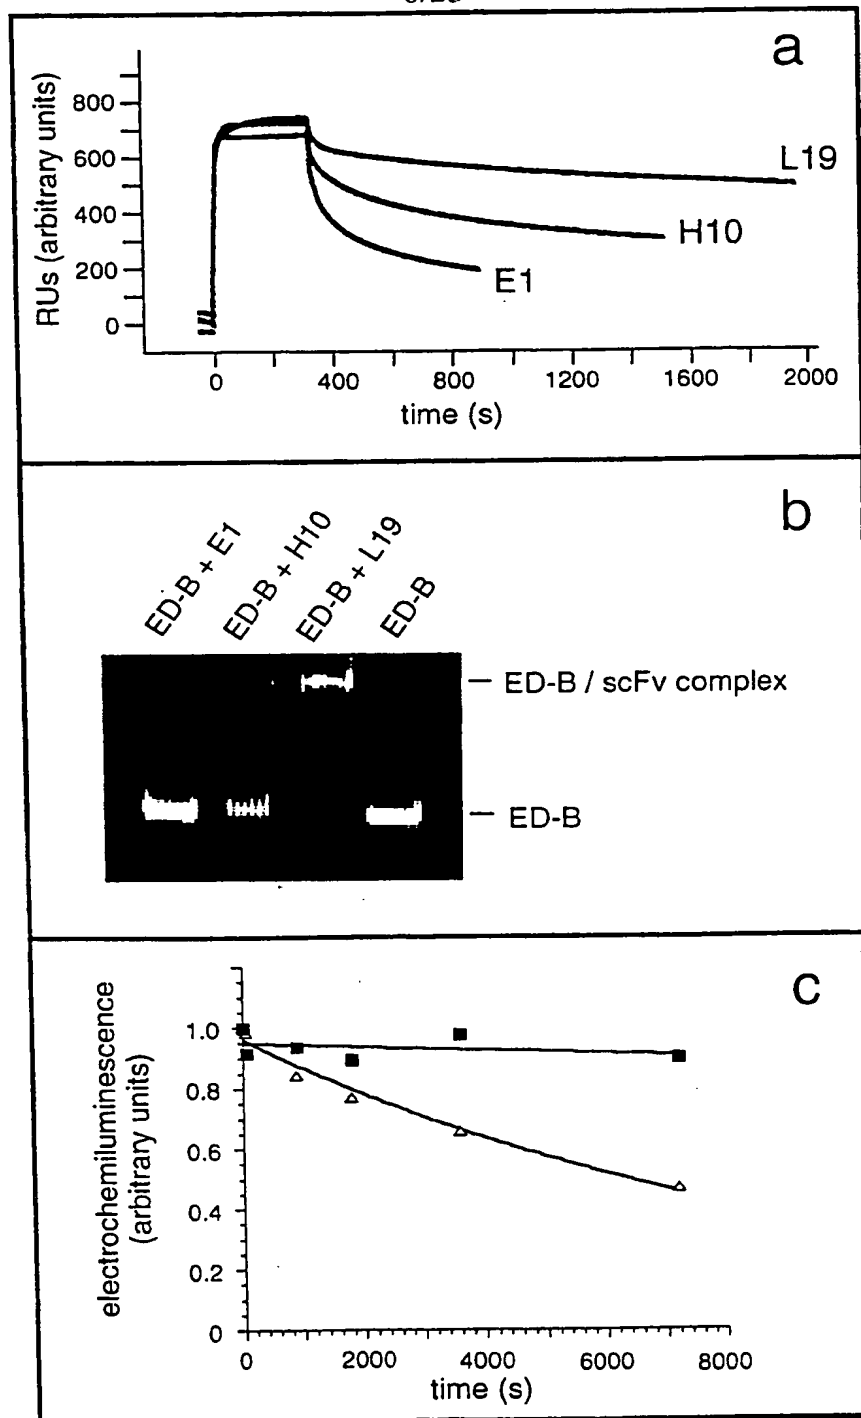 a
RUs (arbitrary units)
800
600
400
200
0
L19
H10
E1
0 400 800 1200 1600 2000
time (s)
b
ED-B + E1
ED-B + H10
ED-B + L19
ED-B
ED-B / scFv complex
ED-B
c
electrochemiluminescence
(arbitrary units)
1.0
0.8
0.6
0.4
0.2
0
0 2000 4000 6000 8000
time (s)